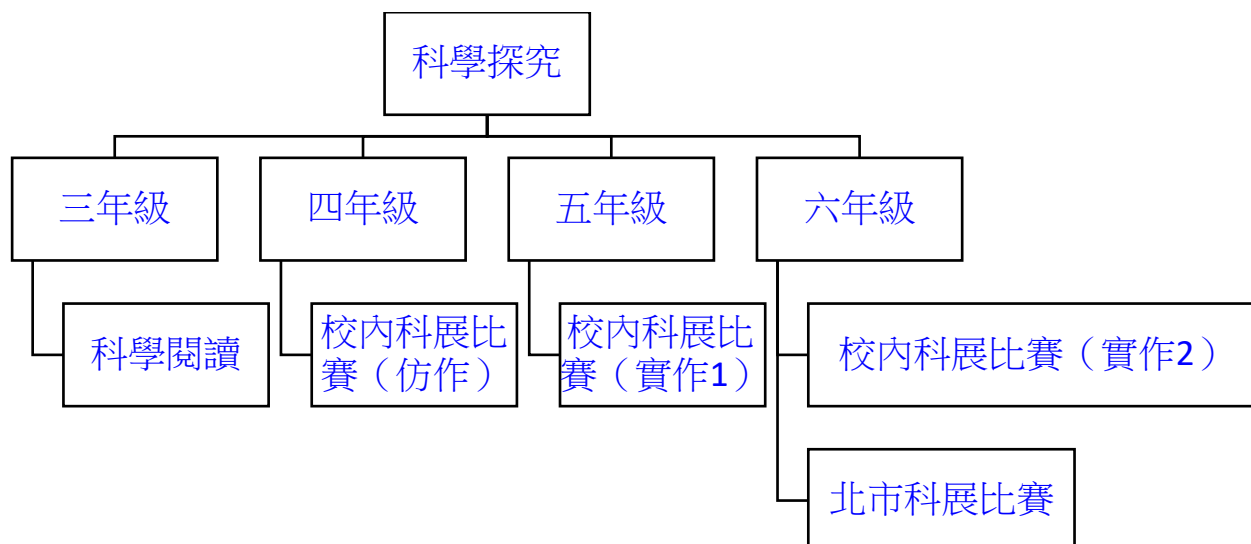 科學探究
三年級
四年級
五年級
六年級
科學閱讀
校內科展比
賽（仿作）
校內科展比
賽（實作1）
校內科展比賽（實作2）
北市科展比賽